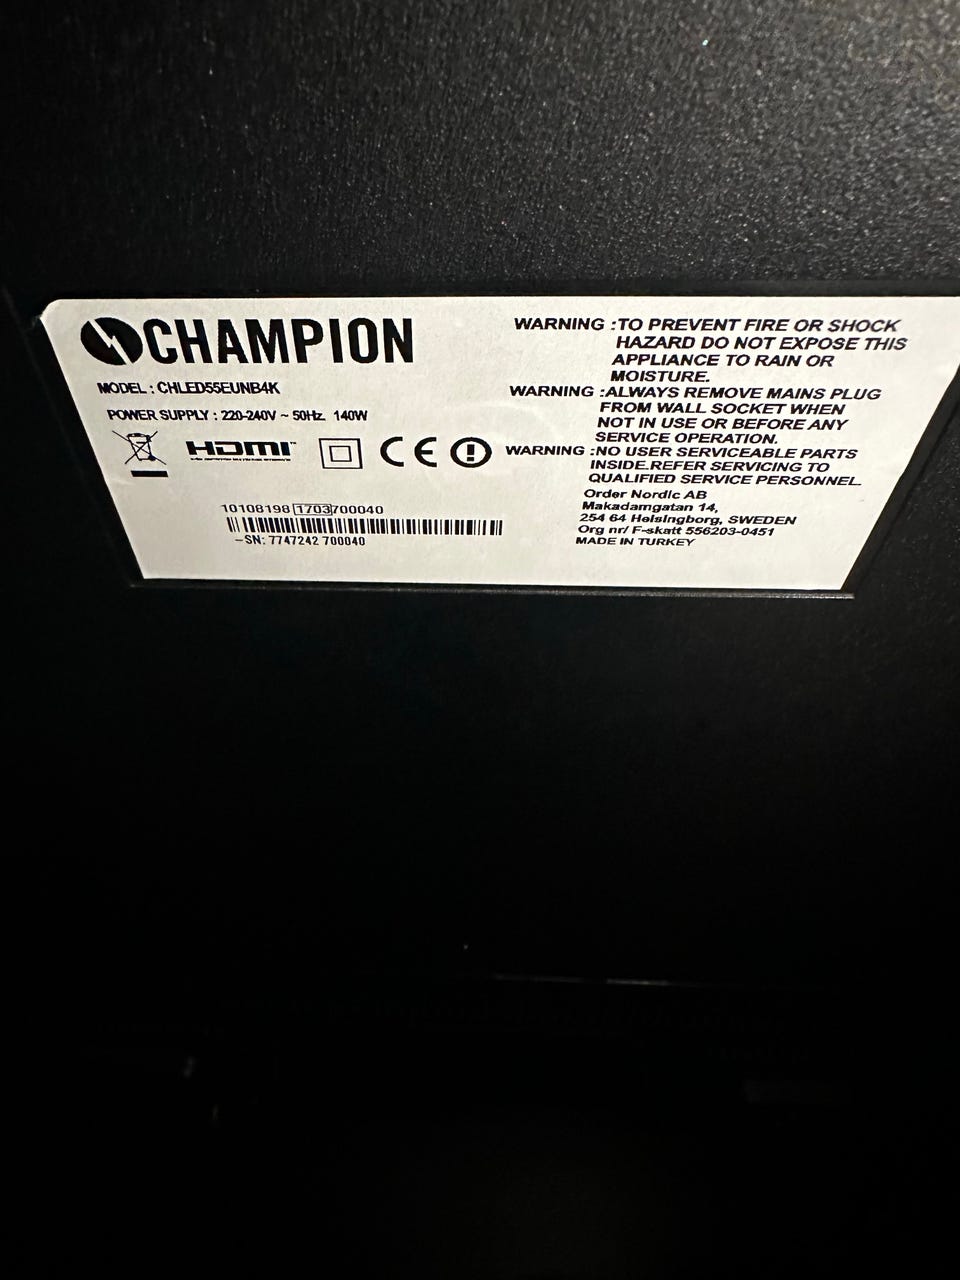 CHAMPION
MODEL : CHLED55EUNB4K
POWER SUPPLY : 220-240V ~ 50Hz. 140W
HDMI™
CE
10108198 1703700040
-SN: 7747242 700040
WARNING :TO PREVENT FIRE OR SHOCK
HAZARD DO NOT EXPOSE THIS
APPLIANCE TO RAIN OR
MOISTURE.
WARNING :ALWAYS REMOVE MAINS PLUG
FROM WALL SOCKET WHEN
NOT IN USE OR BEFORE ANY
SERVICE OPERATION.
WARNING :NO USER SERVICEABLE PARTS
INSIDE.REFER SERVICING TO
QUALIFIED SERVICE PERSONNEL.
Order Nordic AB
Makadamgatan 14,
254 64 Helsingborg, SWEDEN
Org nr/ F-skatt 556203-0451
MADE IN TURKEY